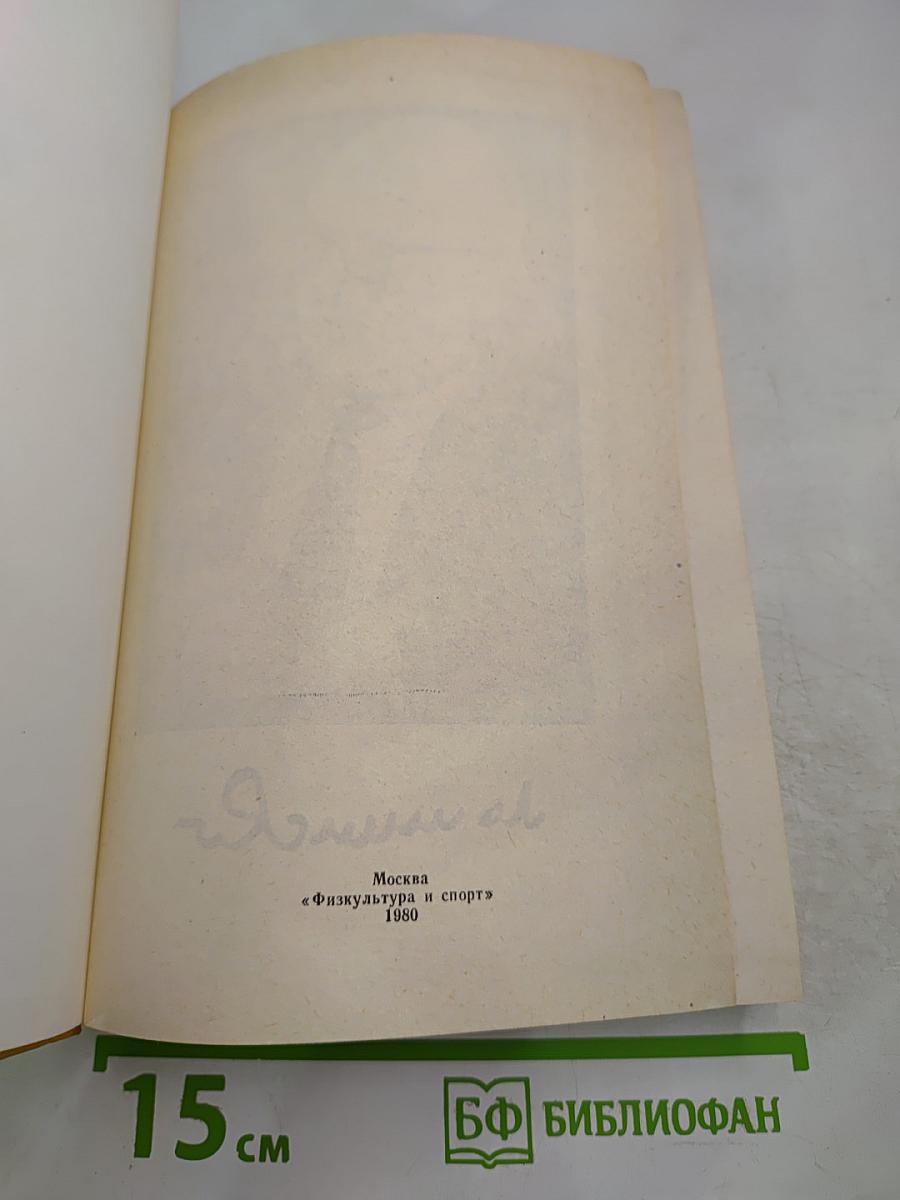 Москва
«Физкультура и спорт»
1980
15 см
БФ БИБЛИОФАН